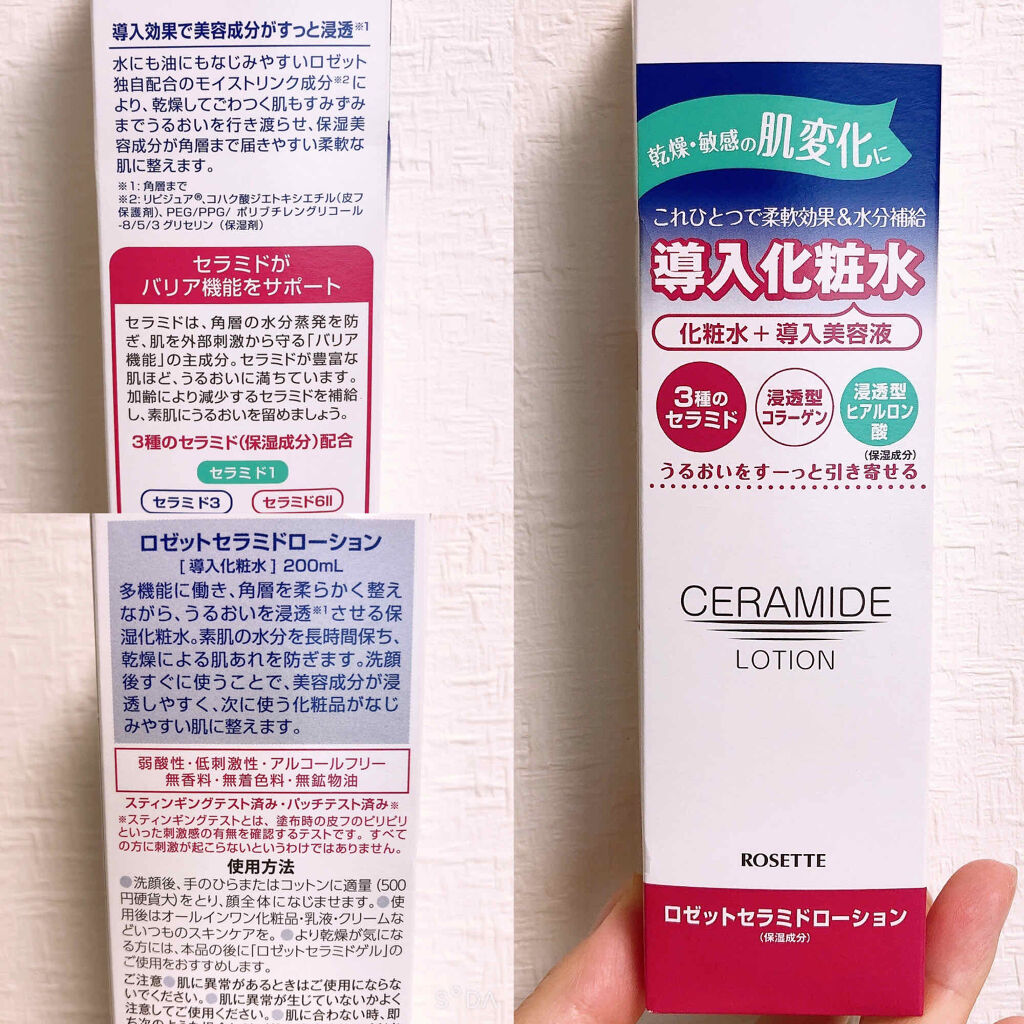 導入効果で美容成分がすっと浸透※1
水にも油にもなじみやすいロゼット
独自配合のモイストリンク成分※2に
より、乾燥してごわつく肌もすみずみ
までうるおいを行き渡らせ、保湿美
容成分が角層まで届きやすい柔軟な
肌に整えます。
※1:角層まで
※2:リピジュア®、コハク酸ジエトキシエチル(皮フ
保護剤)、PEG/PPG/ ポリブチレングリコール
-8/5/3 グリセリン(保湿剤)
セラミドが
バリア機能をサポート
セラミドは、角層の水分蒸発を防
ぎ、肌を外部刺激から守る「バリア
機能」の主成分。セラミドが豊富な
肌ほど、うるおいに満ちています。
加齢により減少するセラミドを補給
し、素肌にうるおいを留めましょう。
3種のセラミド(保湿成分)配合
セラミド1
セラミド3 セラミド6II
ロゼットセラミドローション
[導入化粧水] 200mL
多機能に働き、角層を柔らかく整え
ながら、うるおいを浸透※1させる保
湿化粧水。素肌の水分を長時間保ち、
乾燥による肌あれを防ぎます。洗顔
後すぐに使うことで、美容成分が浸
透しやすく、次に使う化粧品がなじ
みやすい肌に整えます。
弱酸性・低刺激性・アルコールフリー
無香料・無着色料・無鉱物油
スティンギングテスト済み・パッチテスト済み※
※スティンギングテストとは、塗布時の皮フのピリピリ
といった刺激感の有無を確認するテストです。すべて
の方に刺激が起こらないというわけではありません。
使用方法
●洗顔後、手のひらまたはコットンに適量(500
円硬貨大)をとり、顔全体になじませます。●使
用後はオールインワン化粧品・乳液・クリームな
どいつものスキンケアを。●より乾燥が気にな
る方には、本品の後に「ロゼットセラミドゲル」の
ご使用をおすすめします。
ご注意●肌に異常があるときはご使用にならな
いでください。●肌に異常が生じていないかよく
注意してご使用ください。●肌に合わない時、即
乾燥・敏感の肌変化に
これひとつで柔軟効果&水分補給
導入化粧水
化粧水+導入美容液
3種の
セラミド
浸透型
コラーゲン
浸透型
ヒアルロン
酸
(保湿成分)
うるおいをすーっと引き寄せる
CERAMIDE
LOTION
ROSETTE
ロゼットセラミドローション
(保湿成分)